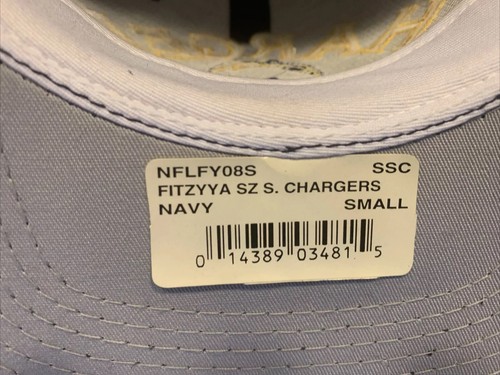 NFLFY08S SSC
FITZYYA SZ S. CHARGERS
NAVY SMALL
0 14389 03481 5